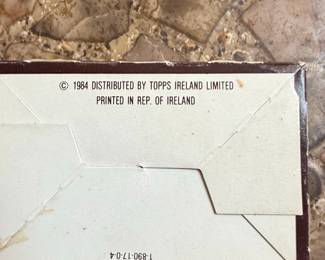 © 1984 DISTRIBUTED BY TOPPS IRELAND LIMITED
PRINTED IN REP. OF IRELAND
1-890-17-0-4